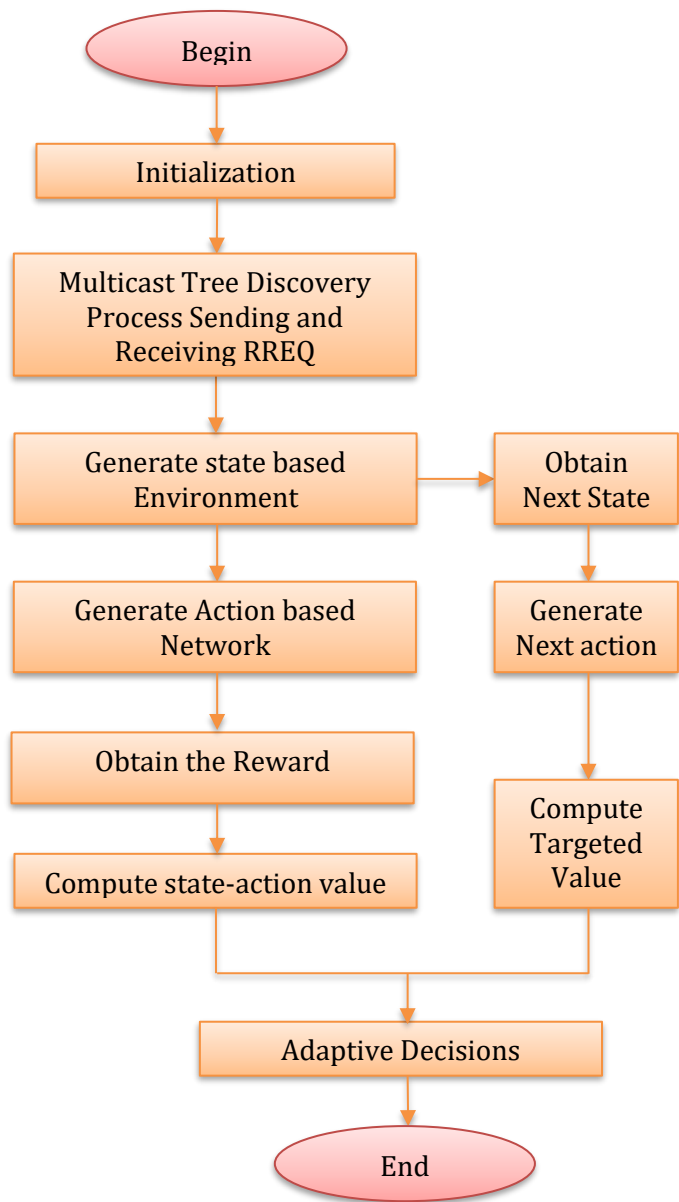 Begin
Initialization
Multicast Tree Discovery
Process Sending and
Receiving RREQ
Generate state based
Environment
Obtain
Next State
Generate Action based
Network
Generate
Next action
Obtain the Reward
Compute state-action value
Compute
Targeted
Value
Adaptive Decisions
End